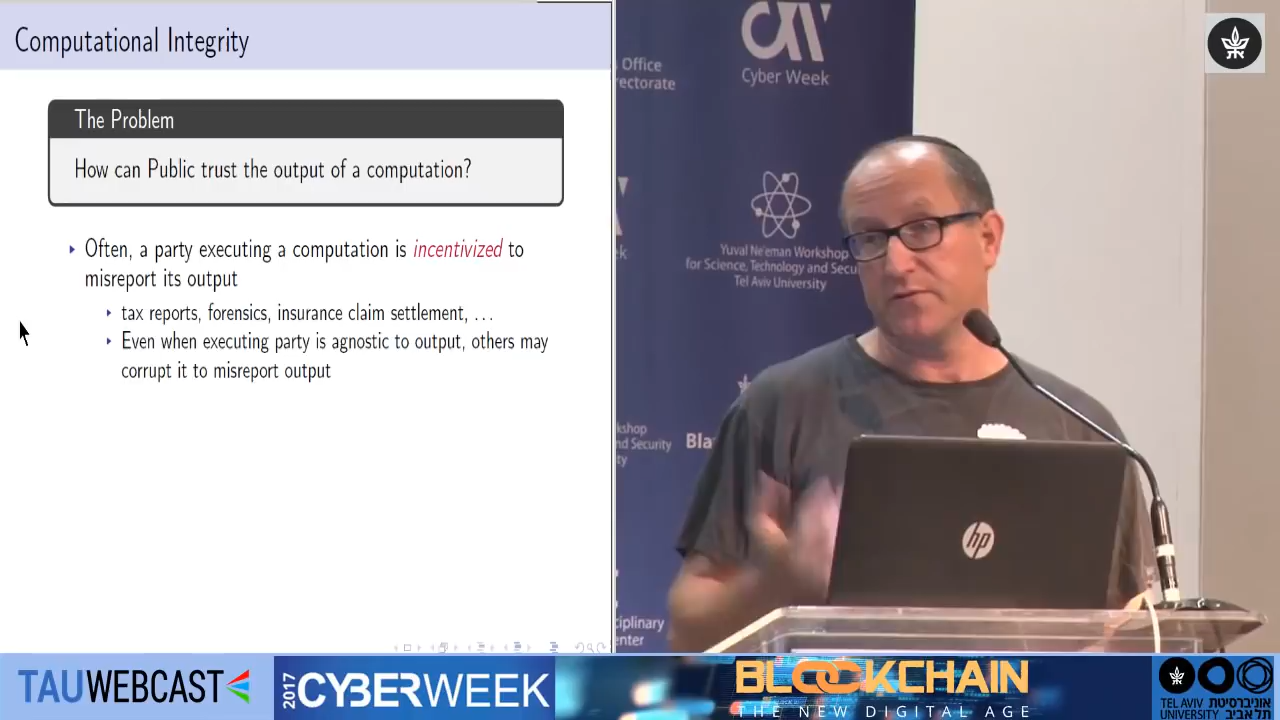 Computational Integrity
The Problem
How can Public trust the output of a computation?
Often, a party executing a computation is incentivized to
misreport its output
tax reports, forensics, insurance claim settlement, ...
Even when executing party is agnostic to output, others may
corrupt it to misreport output
Office
rectorate
Cyber Week
Yuval Ne'eman Workshop
for Science, Technology and Secu
Tel Aviv University
k
kshop
nd Security
ty
Bla
ciplinary
enter
hp
TAUWEBCAST
2017 CYBERWEEK
BLOCKCHAIN
THE NEW DIGITAL AGE
TEL AVIV אוניברסיטת
UNIVERSITY תל אביב